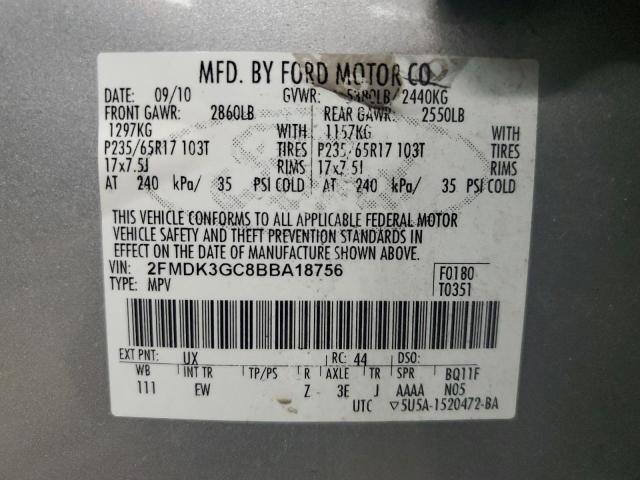 MFD. BY FORD MOTOR CO.
DATE: 09/10 GVWR: 5380LB/2440KG
FRONT GAWR: 2860LB REAR GAWR: 2550LB
1297KG WITH 1157KG WITH
P235/65R17 103T TIRES P235/65R17 103T TIRES
17x7.5J RIMS 17x7.5J RIMS
AT 240 kPa/ 35 PSI COLD AT 240 kPa/ 35 PSI COLD
THIS VEHICLE CONFORMS TO ALL APPLICABLE FEDERAL MOTOR
VEHICLE SAFETY AND THEFT PREVENTION STANDARDS IN
EFFECT ON THE DATE OF MANUFACTURE SHOWN ABOVE.
VIN: 2FMDK3GC8BBA18756 F0180
TYPE: MPV T0351
EXT PNT: UX RC: 44 DSO:
WB INT TR TP/PS R AXLE TR SPR BQ11F
111 EW Z 3E J AAAA N05
UTC ▽5U5A-1520472-BA